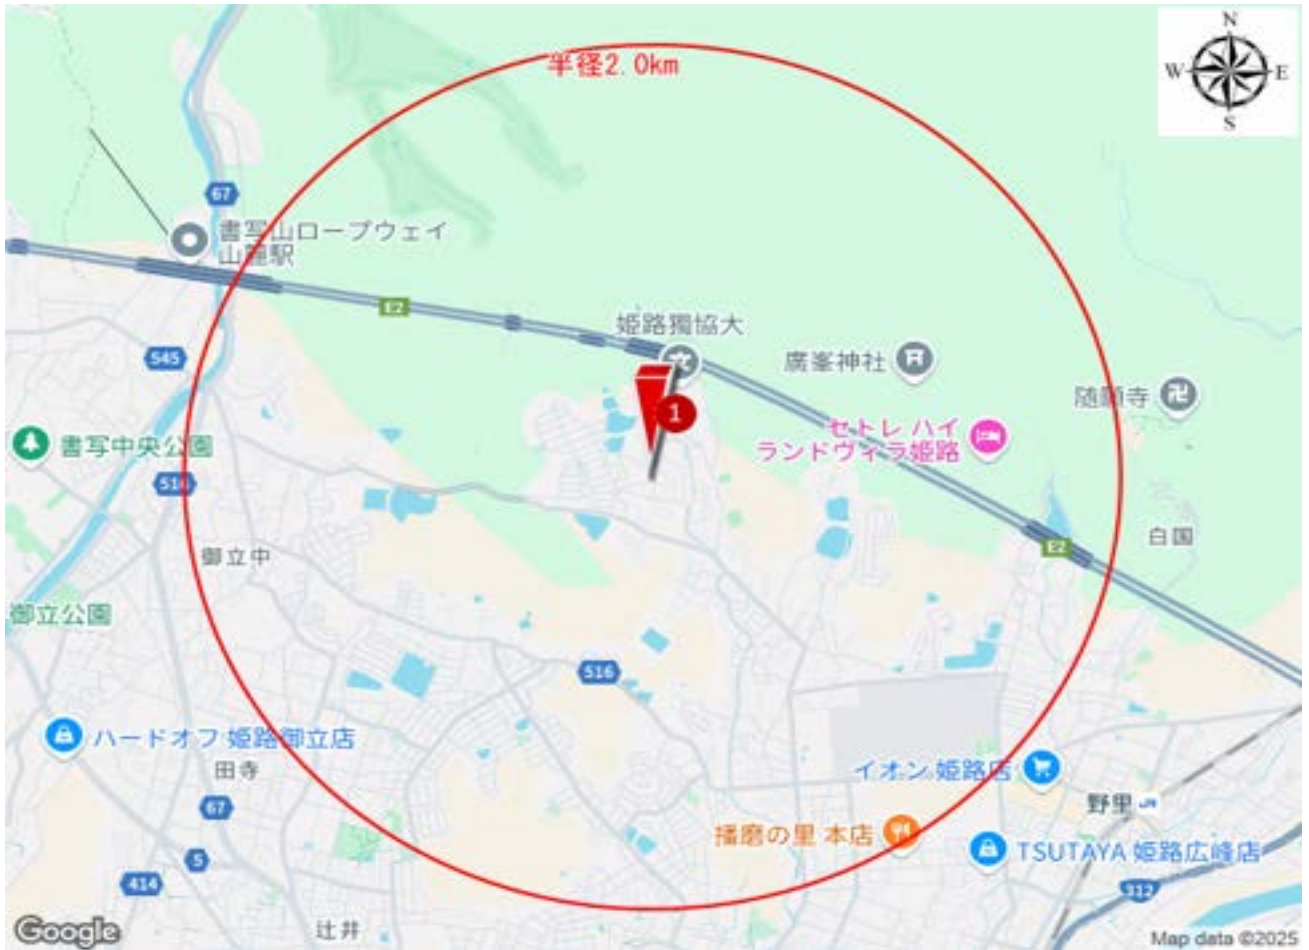 N
半径2.0km
W
E
S
67
書写山ロープウェイ
山麓駅
E2
姫路獨協大
文
545
廣峯神社
随願寺
卍
1
セトレ ハイ
ランドヴィラ姫路
書写中央公園
516
E2
白国
御立中
御立公園
516
ハードオフ 姫路御立店
イオン 姫路店
田寺
67
野里
JR
播磨の里 本店
TSUTAYA 姫路広峰店
5
414
312
辻井
Google
Map data ©2025